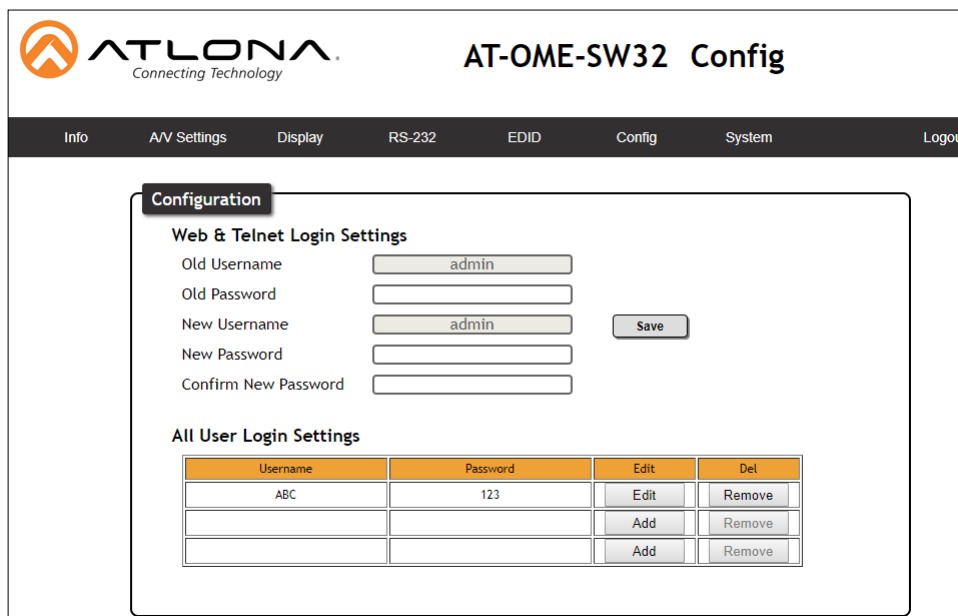 ATLONA.
Connecting Technology
AT-OME-SW32 Config
Info A/V Settings Display RS-232 EDID Config System Logou
Configuration
Web & Telnet Login Settings
Old Username admin
Old Password
New Username admin Save
New Password
Confirm New Password
All User Login Settings
Username Password Edit Del
ABC 123 Edit Remove
Add Remove
Add Remove